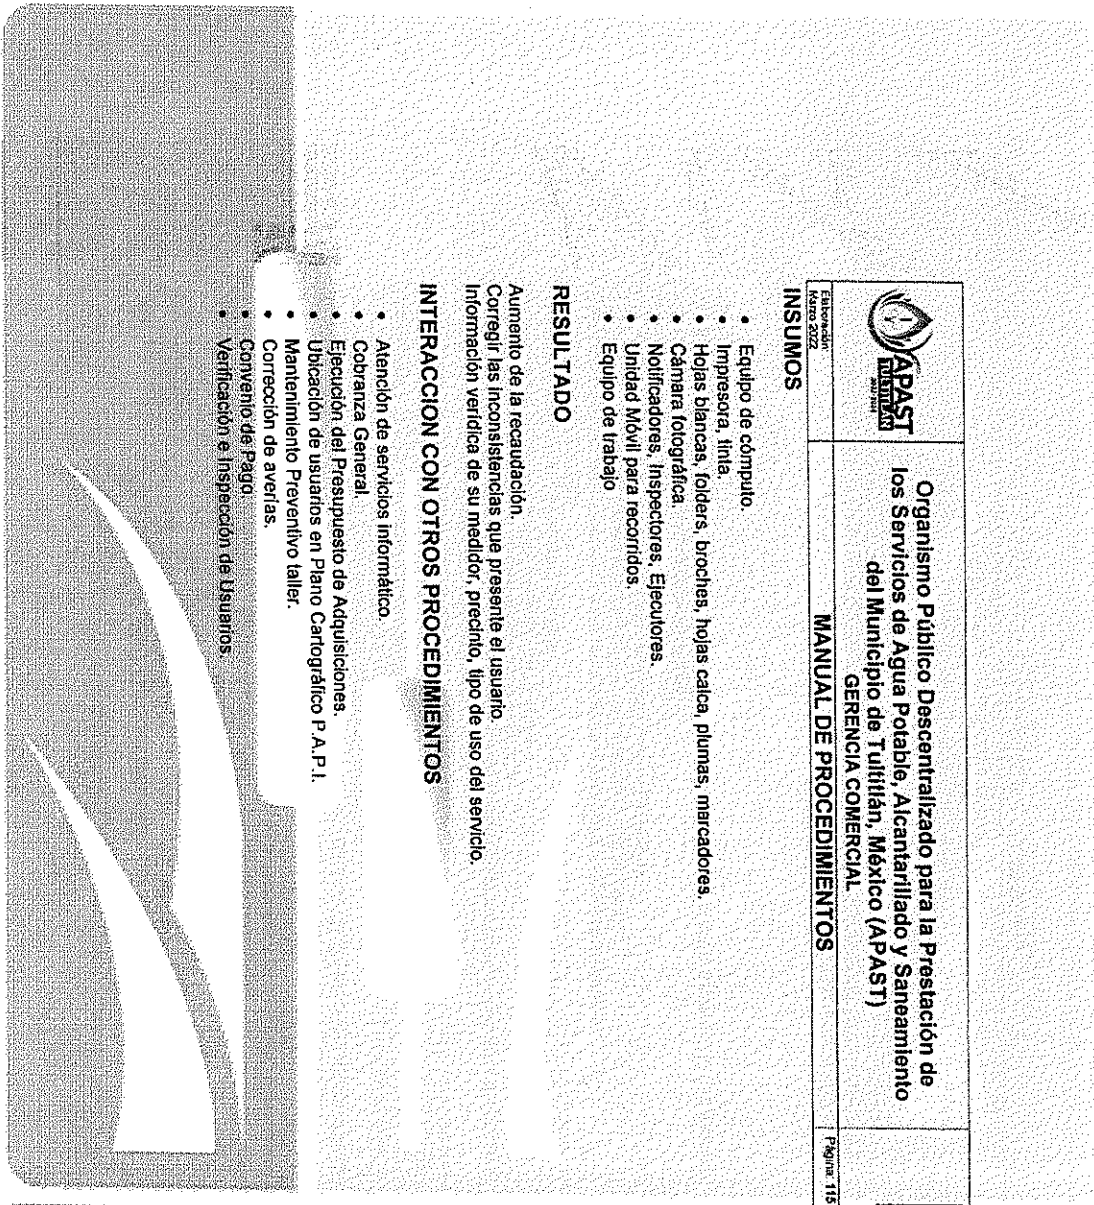 APAST
TULTITLÁN
2022-2024
Organismo Público Descentralizado para la Prestación de
los Servicios de Agua Potable, Alcantarillado y Saneamiento
del Municipio de Tultitlán, México (APAST)
GERENCIA COMERCIAL
Elaboración
Marzo 2022
MANUAL DE PROCEDIMIENTOS
Página: 115
INSUMOS
• Equipo de cómputo.
• Impresora, tinta.
• Hojas blancas, folders, broches, hojas calca, plumas, marcadores.
• Cámara fotográfica.
• Notificadores, Inspectores, Ejecutores.
• Unidad Móvil para recorridos.
• Equipo de trabajo
RESULTADO
Aumento de la recaudación.
Corregir las inconsistencias que presente el usuario.
Información verídica de su medidor, precinto, tipo de uso del servicio.
INTERACCION CON OTROS PROCEDIMIENTOS
• Atención de servicios informático.
• Cobranza General.
• Ejecución del Presupuesto de Adquisiciones.
• Ubicación de usuarios en Plano Cartográfico P.A.P.I.
• Mantenimiento Preventivo taller.
• Corrección de averías.
• Convenio de Pago
• Verificación e Inspección de Usuarios.